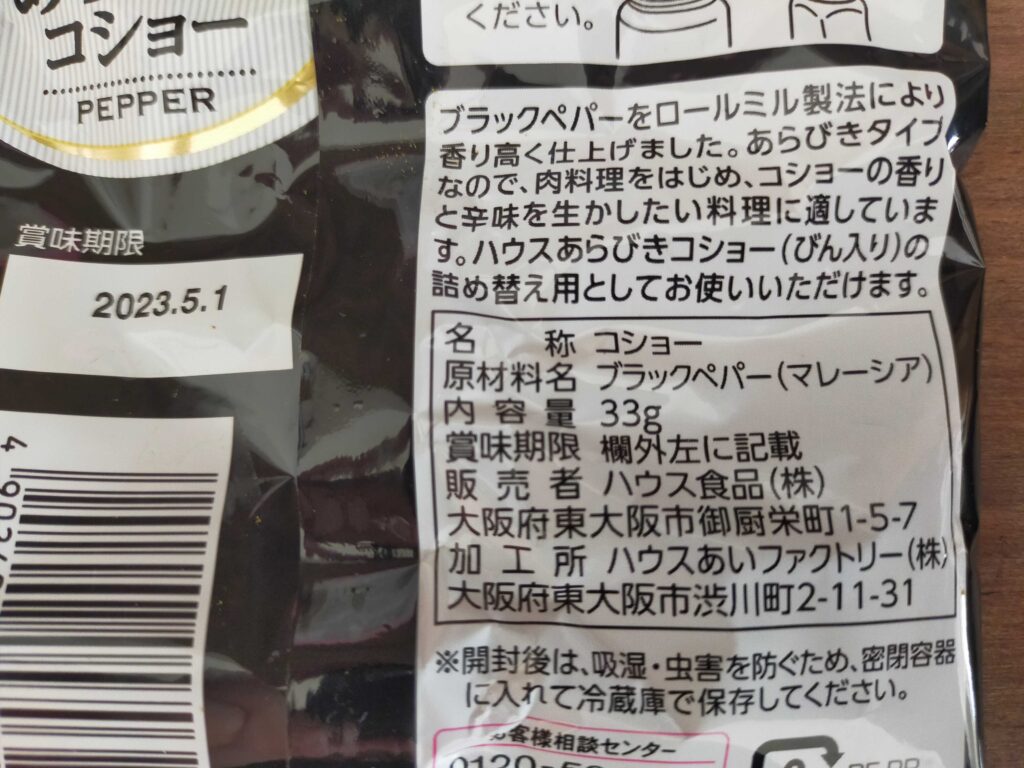 コショー
PEPPER
賞味期限
2023.5.1
ください。
ブラックペパーをロールミル製法により
香り高く仕上げました。あらびきタイプ
なので、肉料理をはじめ、コショーの香り
と辛味を生かしたい料理に適していま
す。ハウスあらびきコショー(びん入り)の
詰め替え用としてお使いいただけます。
名称 コショー
原材料名 ブラックペパー(マレーシア)
内容量 33g
賞味期限 欄外左に記載
販売者 ハウス食品(株)
大阪府東大阪市御厨栄町1-5-7
加工所 ハウスあいファクトリー(株)
大阪府東大阪市渋川町2-11-31
※開封後は、吸湿・虫害を防ぐため、密閉容器
に入れて冷蔵庫で保存してください。
お客様相談センター
0120-5